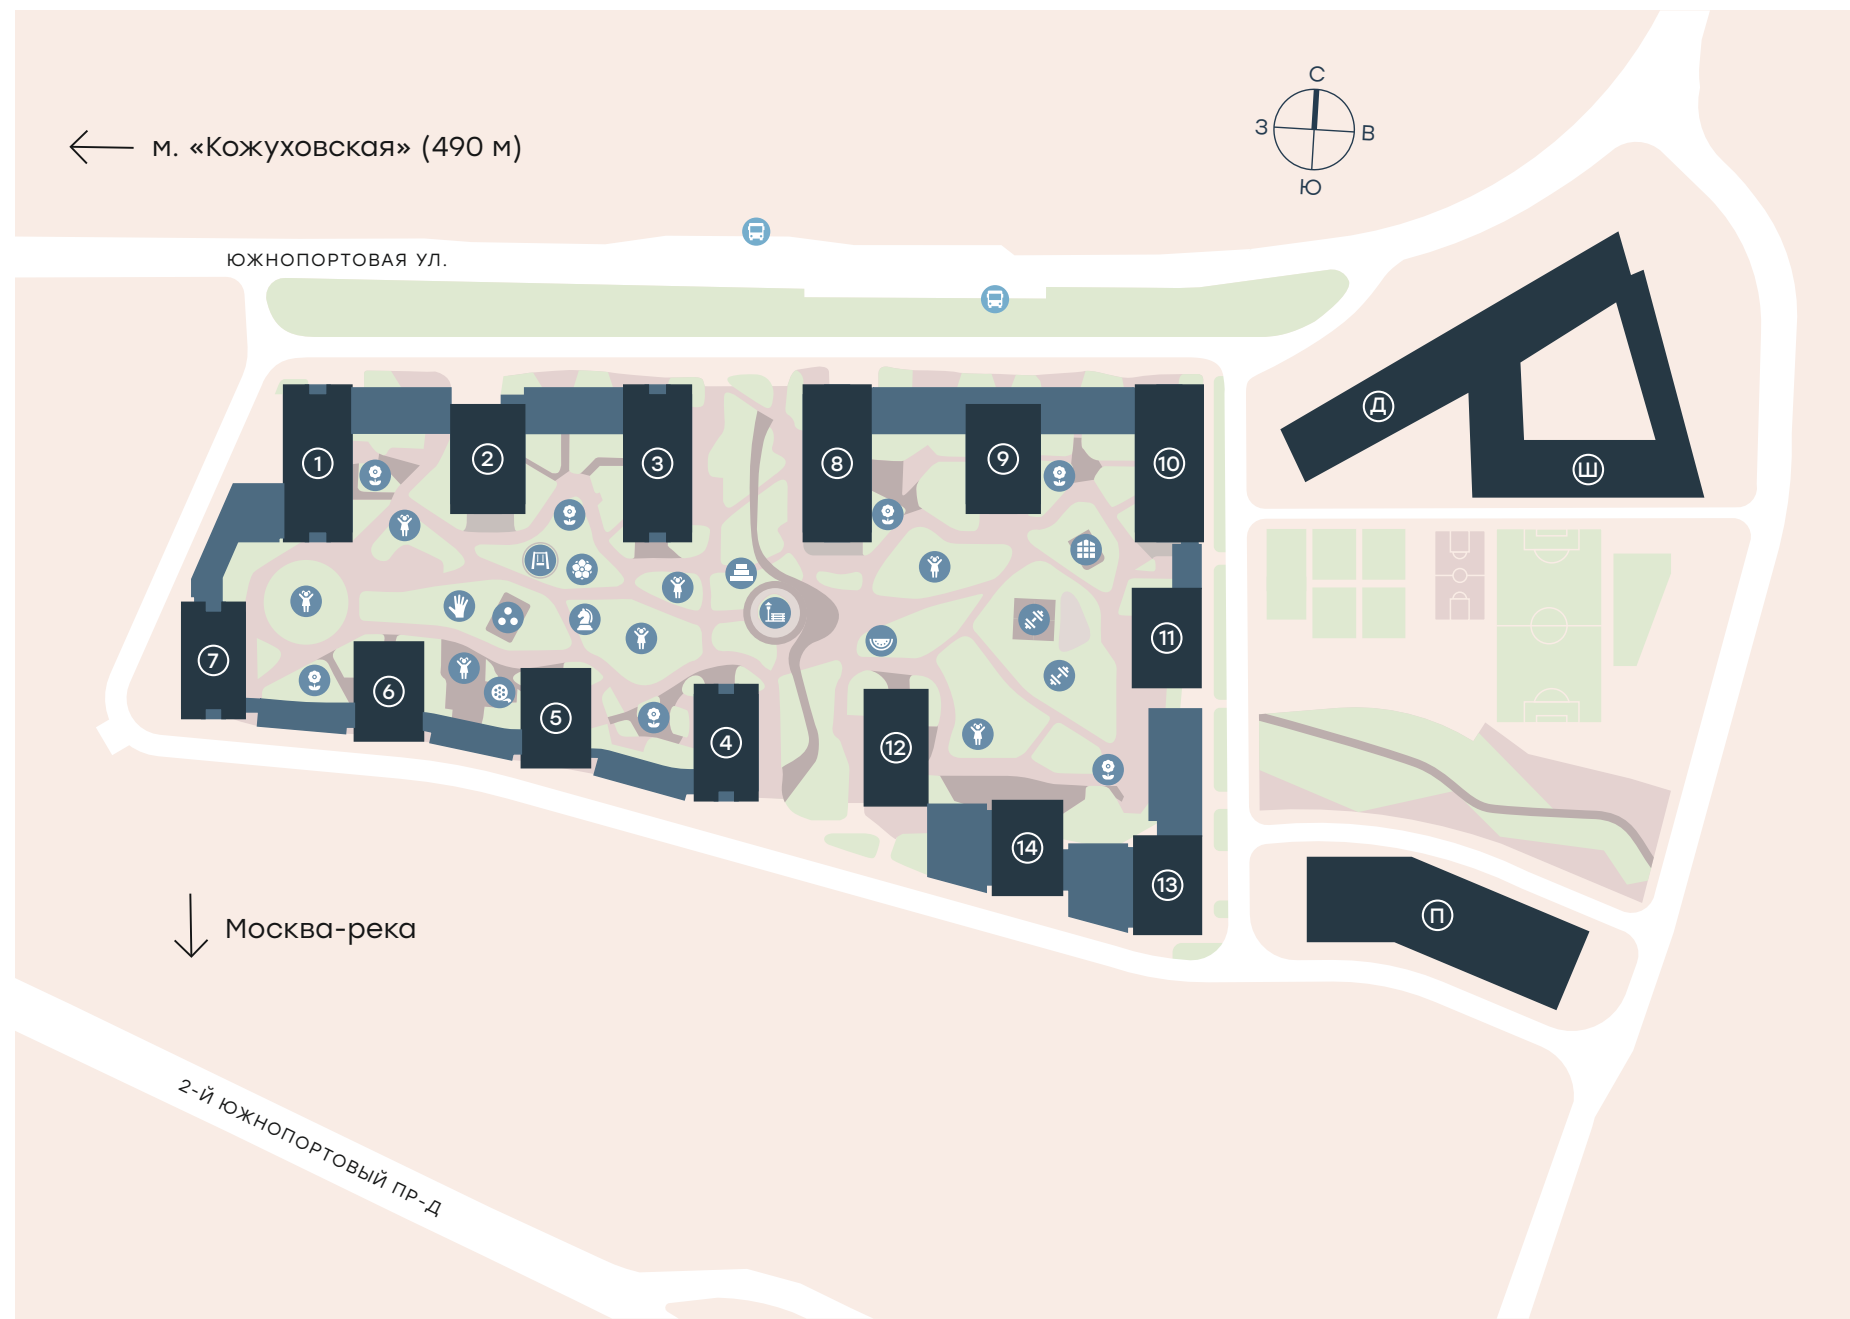 С
З
В
Ю
м. «Кожуховская» (490 м)
ЮЖНОПОРТОВАЯ УЛ.
Д
Ш
1
2
3
8
9
10
7
6
5
4
12
11
14
13
П
Москва-река
2-Й ЮЖНОПОРТОВЫЙ ПР-Д